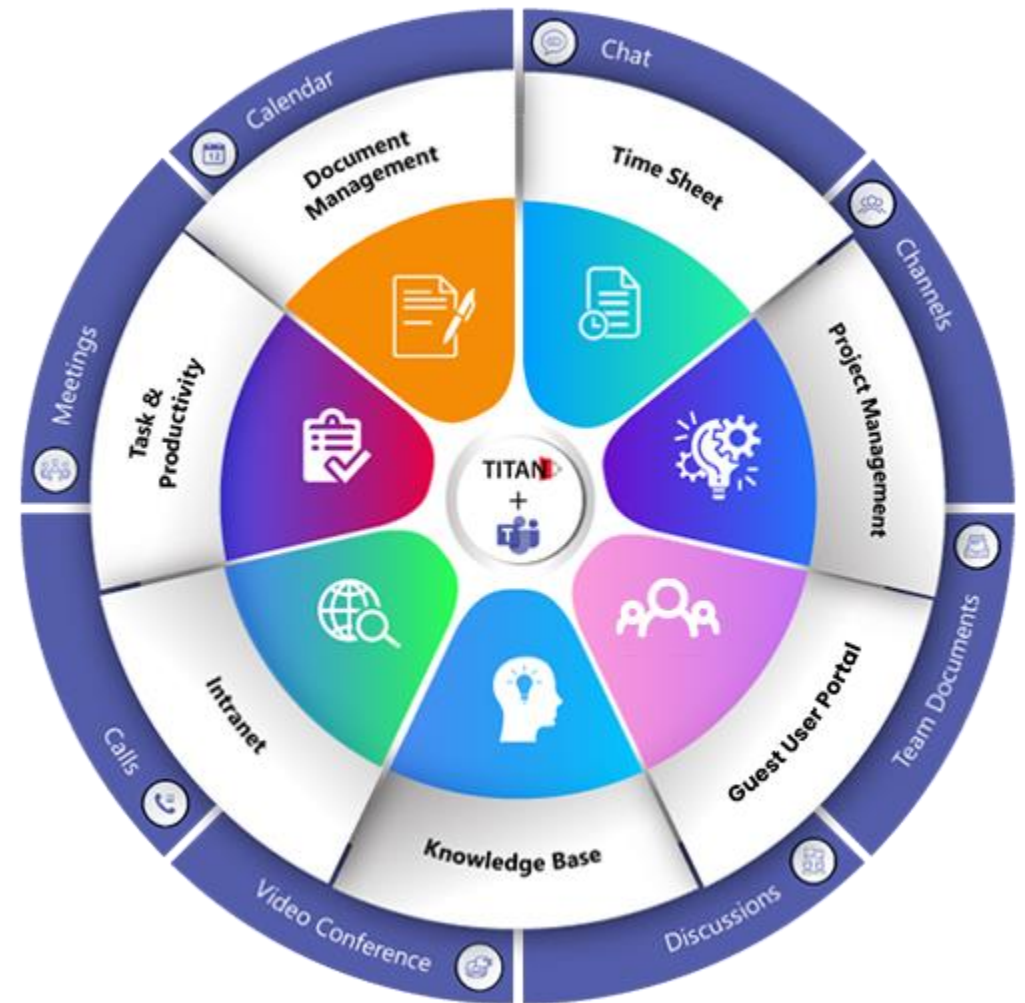 Chat
Channels
Team Documents
Discussions
Video Conference
Calls
Meetings
Calendar
12
Time Sheet
Project Management
Guest User Portal
Knowledge Base
Intranet
Task &
Productivity
Document
Management
TITAN
+
T